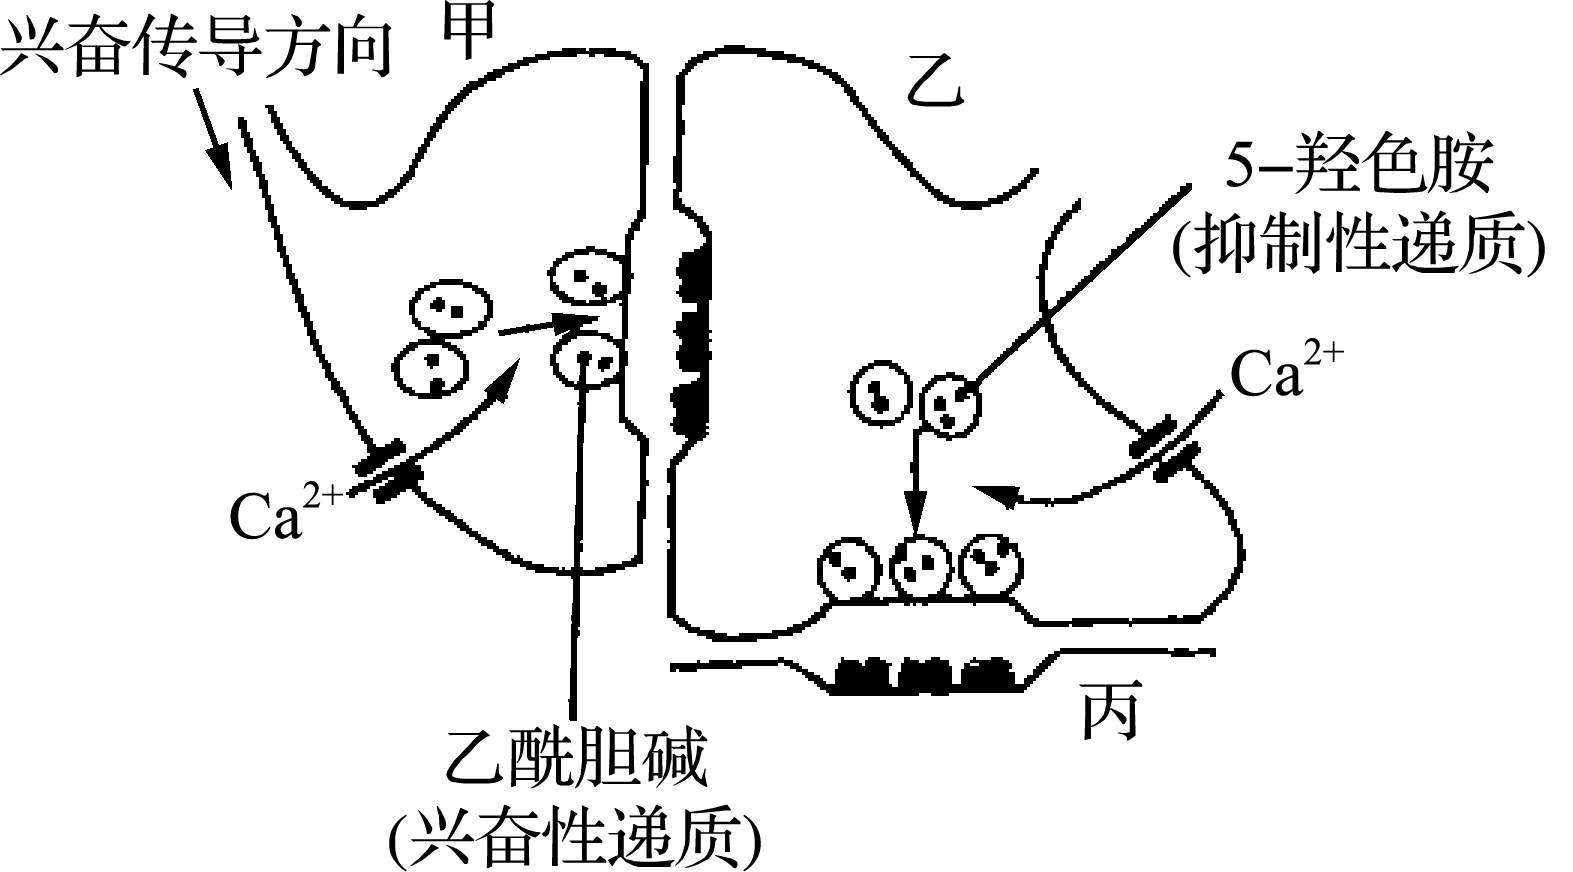 兴奋传导方向
甲
乙
5-羟色胺
(抑制性递质)
Ca²⁺
Ca²⁺
丙
乙酰胆碱
(兴奋性递质)